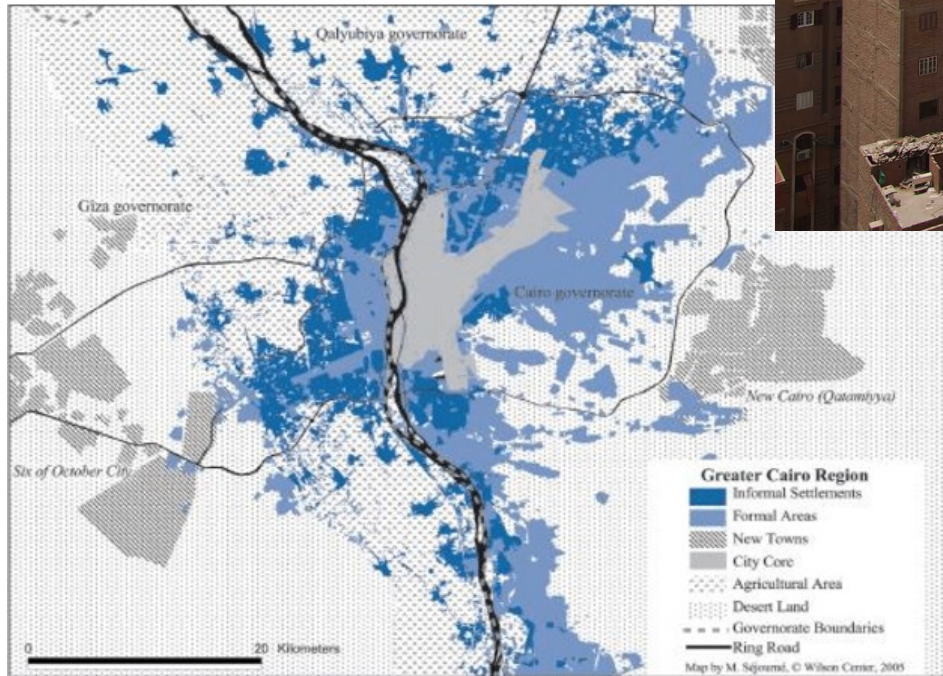 Qalyubiya governorate
Giza governorate
Cairo governorate
New Cairo (Qatamiyya)
Six of October City
Greater Cairo Region
Informal Settlements
Formal Areas
New Towns
City Core
Agricultural Area
Desert Land
Governorate Boundaries
Ring Road
0 20 Kilometers
Map by M. Séjourné, © Wilson Center, 2005